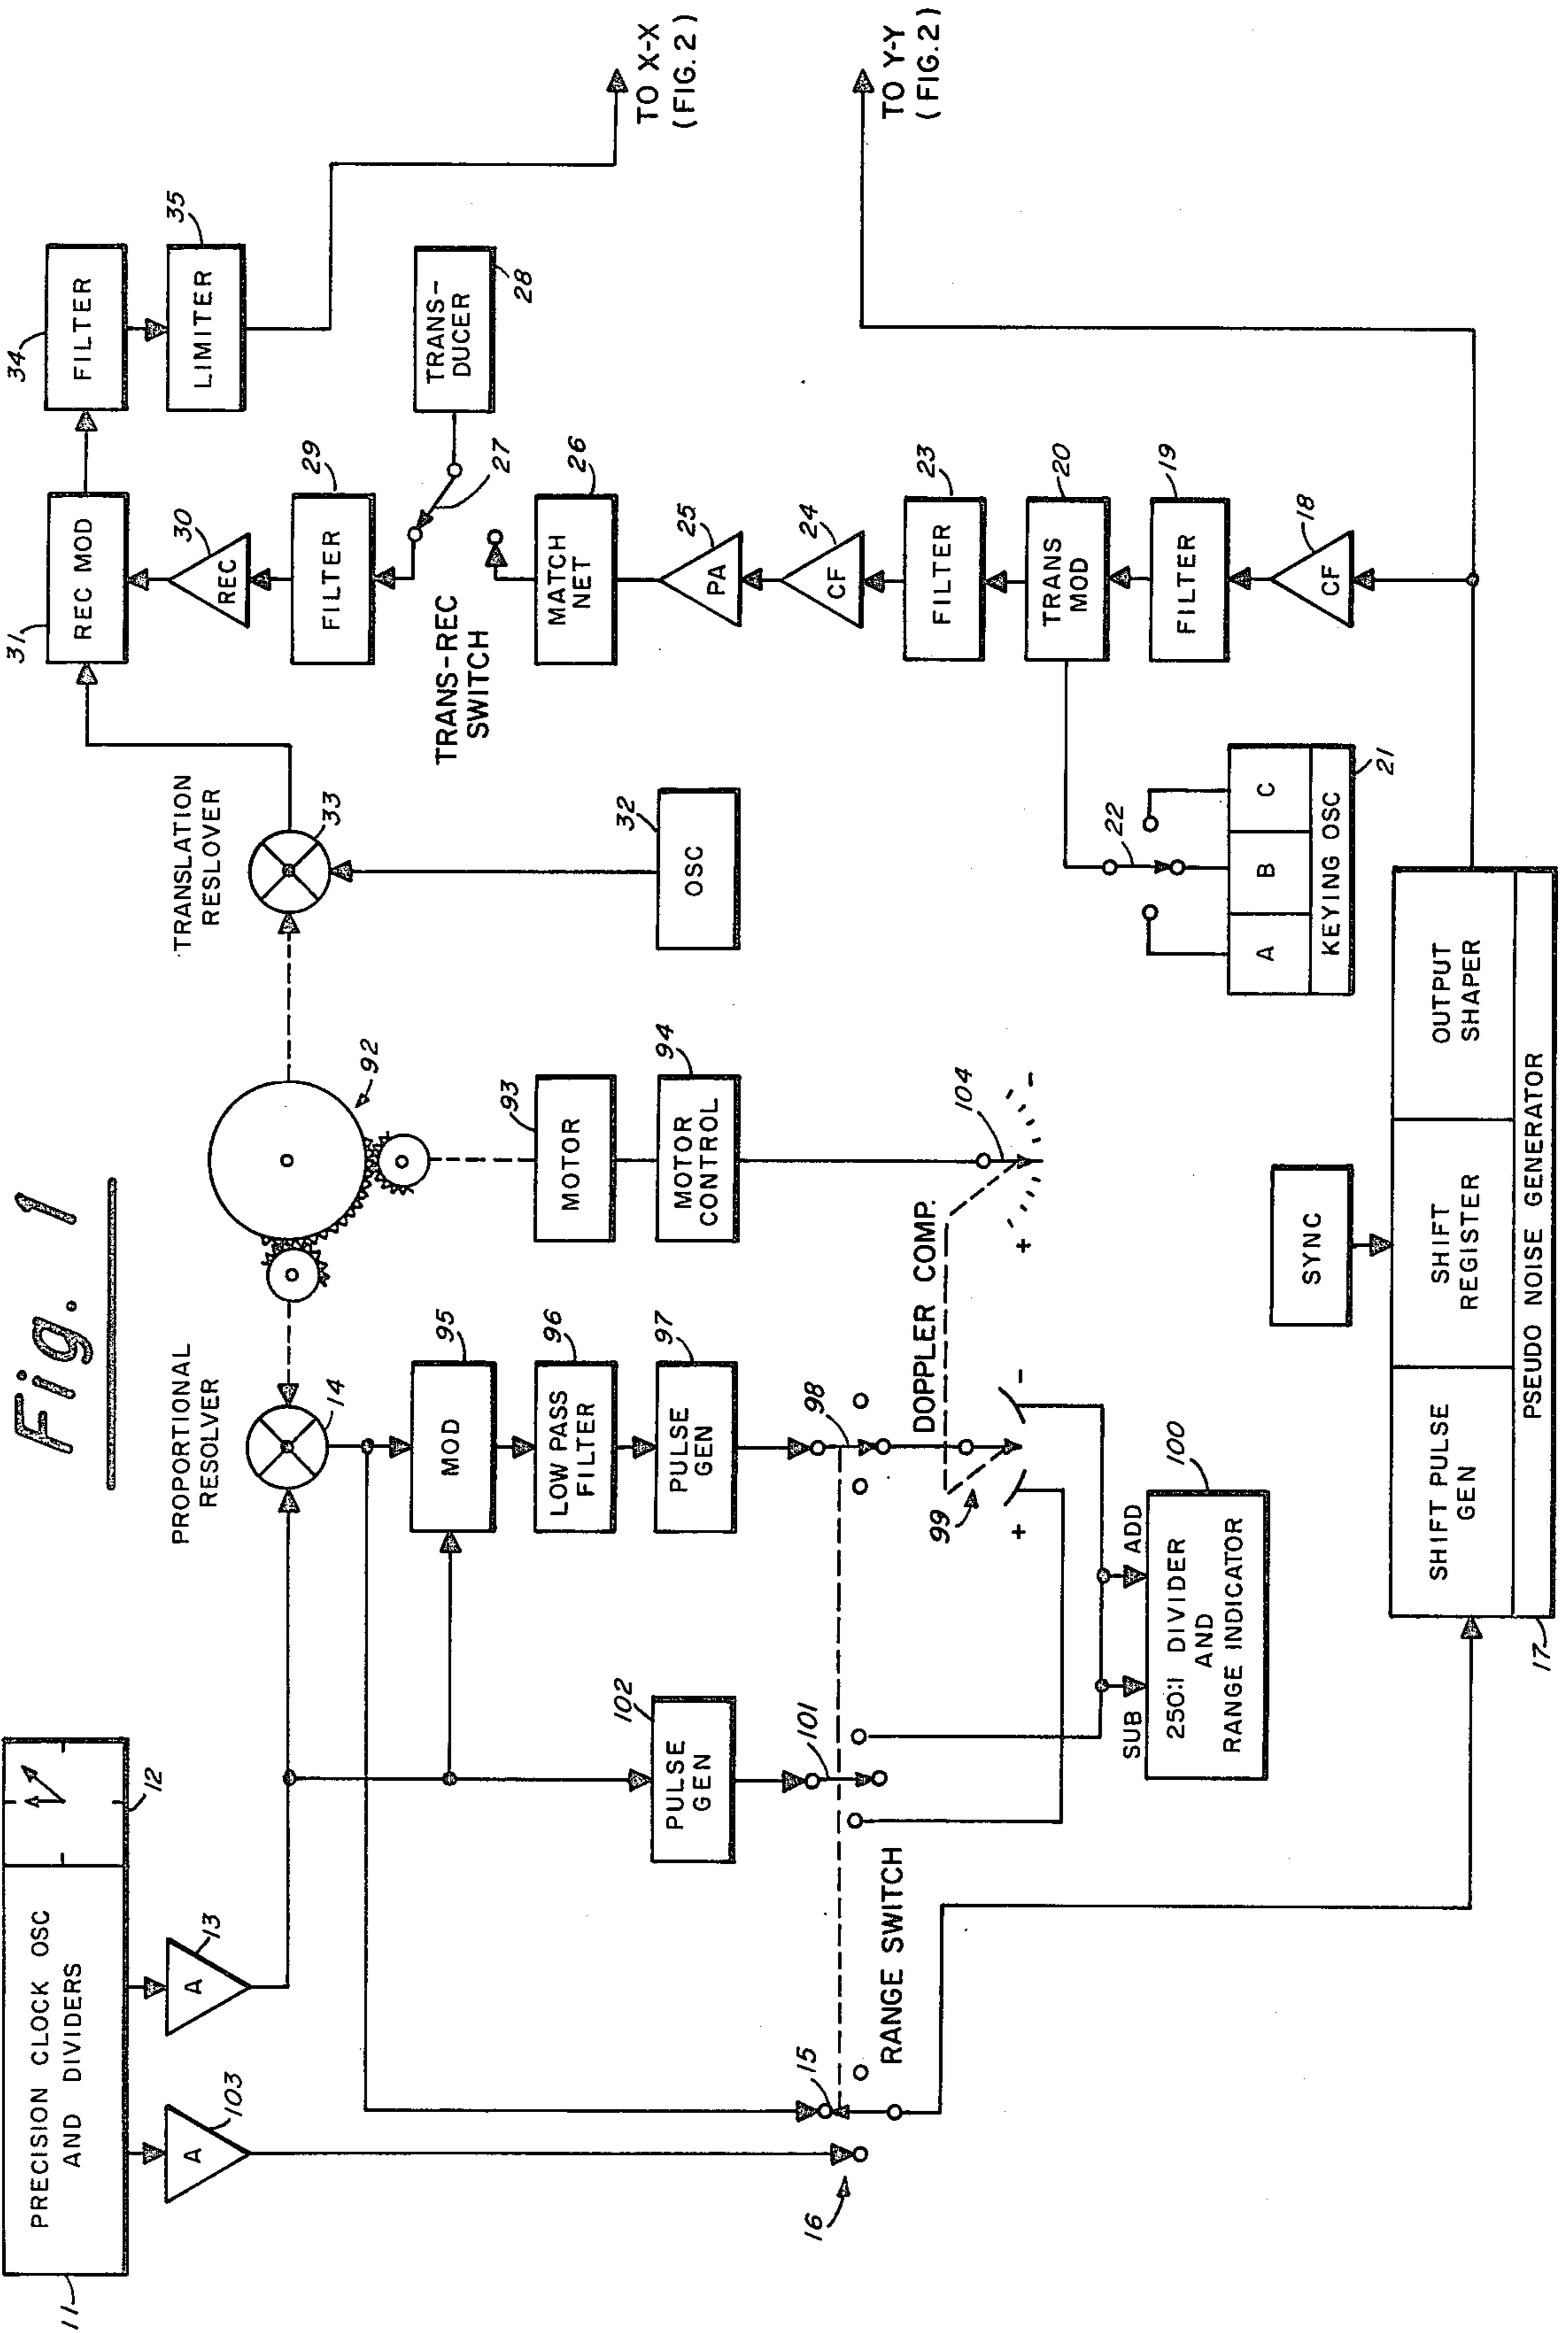 Fig. 1
11
PRECISION CLOCK OSC
AND DIVIDERS
12
A
103
A
13
PROPORTIONAL
RESOLVER
14
92
TRANSLATION
RESLOVER
33
31
REC MOD
34
FILTER
LIMITER
35
REC
30
FILTER
29
TRANS-
DUCER
28
27
TRANS-REC
SWITCH
MATCH
NET
26
TO X-X
(FIG. 2)
MOD
95
LOW PASS
FILTER
96
PULSE
GEN
97
MOTOR
93
MOTOR
CONTROL
94
OSC
32
PA
25
CF
24
TO Y-Y
(FIG. 2)
PULSE
GEN
102
101
98
DOPPLER COMP.
99
+
-
+
-
104
16
15
RANGE SWITCH
FILTER
23
TRANS
MOD
20
FILTER
19
CF
18
22
A
B
C
KEYING OSC
21
SUB
ADD
250:1 DIVIDER
AND
RANGE INDICATOR
100
SYNC
SHIFT PULSE
GEN
SHIFT
REGISTER
OUTPUT
SHAPER
PSEUDO NOISE GENERATOR
17